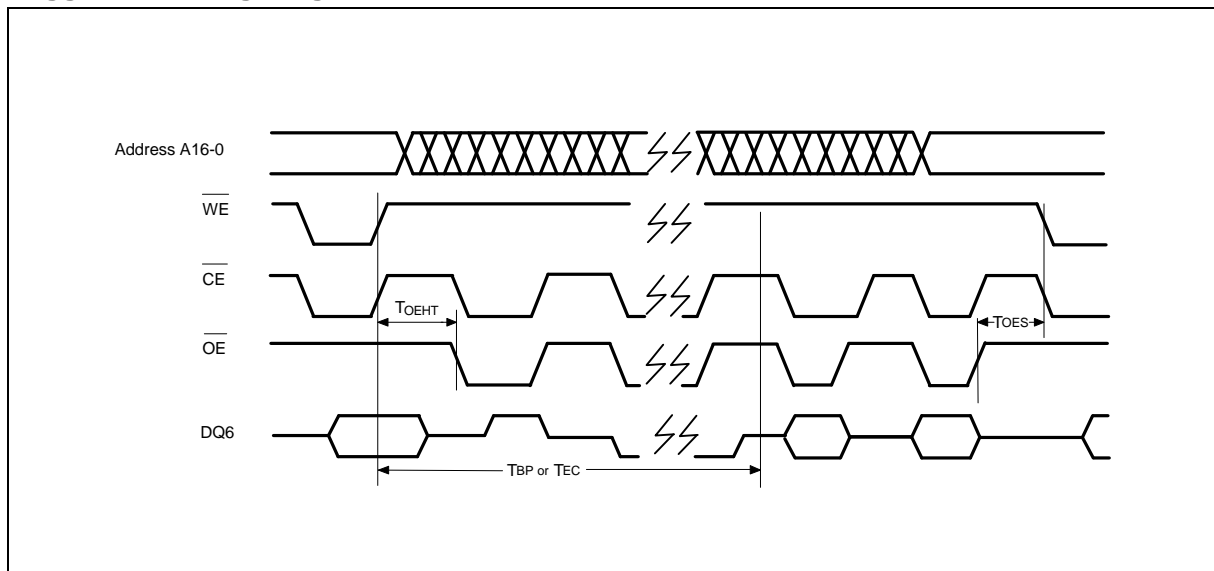 Address A16-0
WE
CE
TOEHT
TOES
OE
DQ6
TBP or TEC